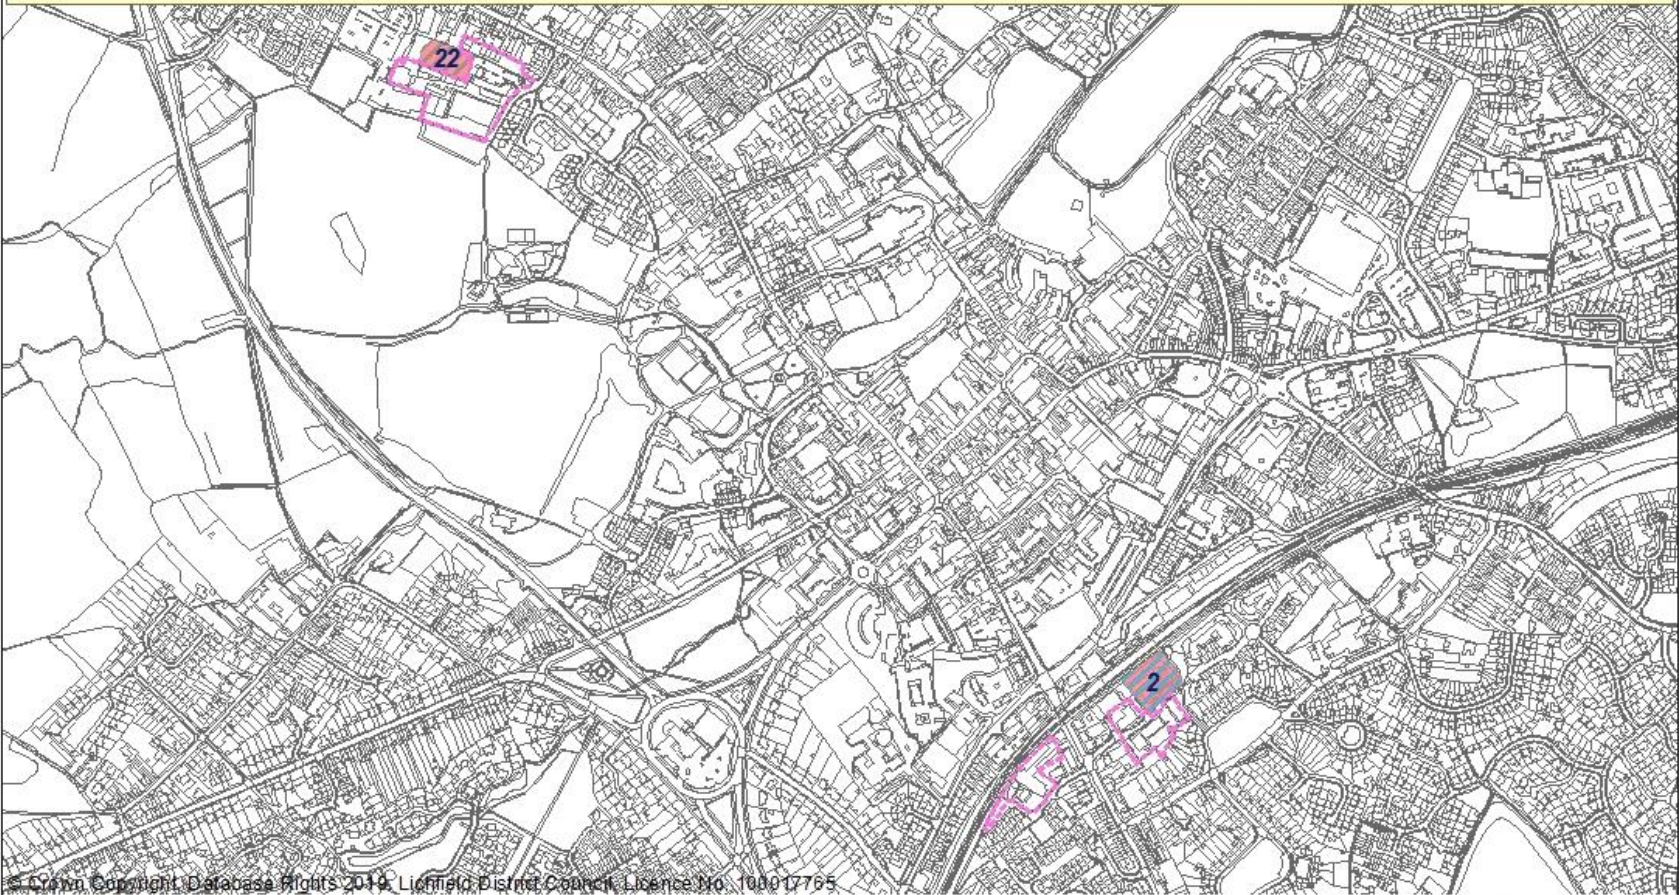 22
2
© Crown Copyright. Database Rights 2019. Lichfield District Council. Licence No. 100017765